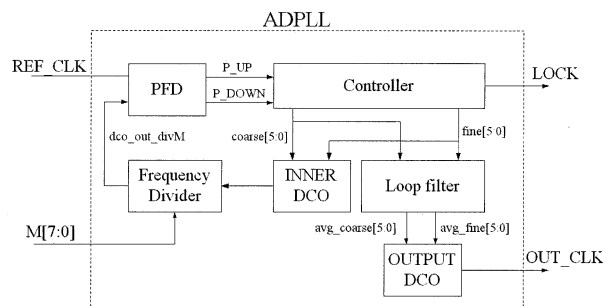 ADPLL
REF_CLK
PFD
P_UP
P_DOWN
Controller
LOCK
dco_out_divM
coarse[5:0]
fine[5:0]
Frequency
Divider
INNER
DCO
Loop filter
M[7:0]
avg_coarse[5:0]
avg_fine[5:0]
OUTPUT
DCO
OUT_CLK